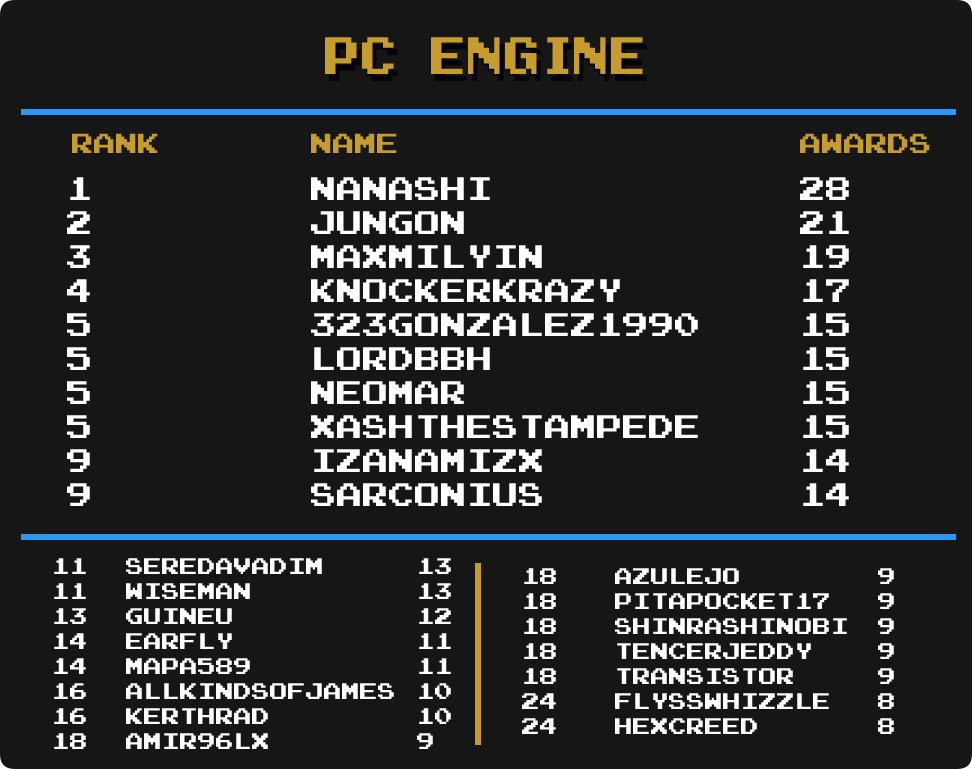 PC ENGINE
RANK NAME AWARDS
1 NANASHI 28
2 JUNGON 21
3 MAXMILYIN 19
4 KNOCKERKRAZY 17
5 323GONZALEZ1990 15
5 LORDBBH 15
5 NEOMAR 15
5 XASHTHESTAMPEDE 15
9 IZANAMIZX 14
9 SARCONIUS 14
11 SEREDAVADIM 13
11 WISEMAN 13
13 GUINEU 12
14 EARFLY 11
14 MAPA589 11
16 ALLKINDSOFJAMES 10
16 KERTHRAD 10
18 AMIR96LX 9
18 AZULEJO 9
18 PITAPOCKET17 9
18 SHINRASHINOBI 9
18 TENCERJEDDY 9
18 TRANSISTOR 9
24 FLYSSWHIZZLE 8
24 HEXCREED 8